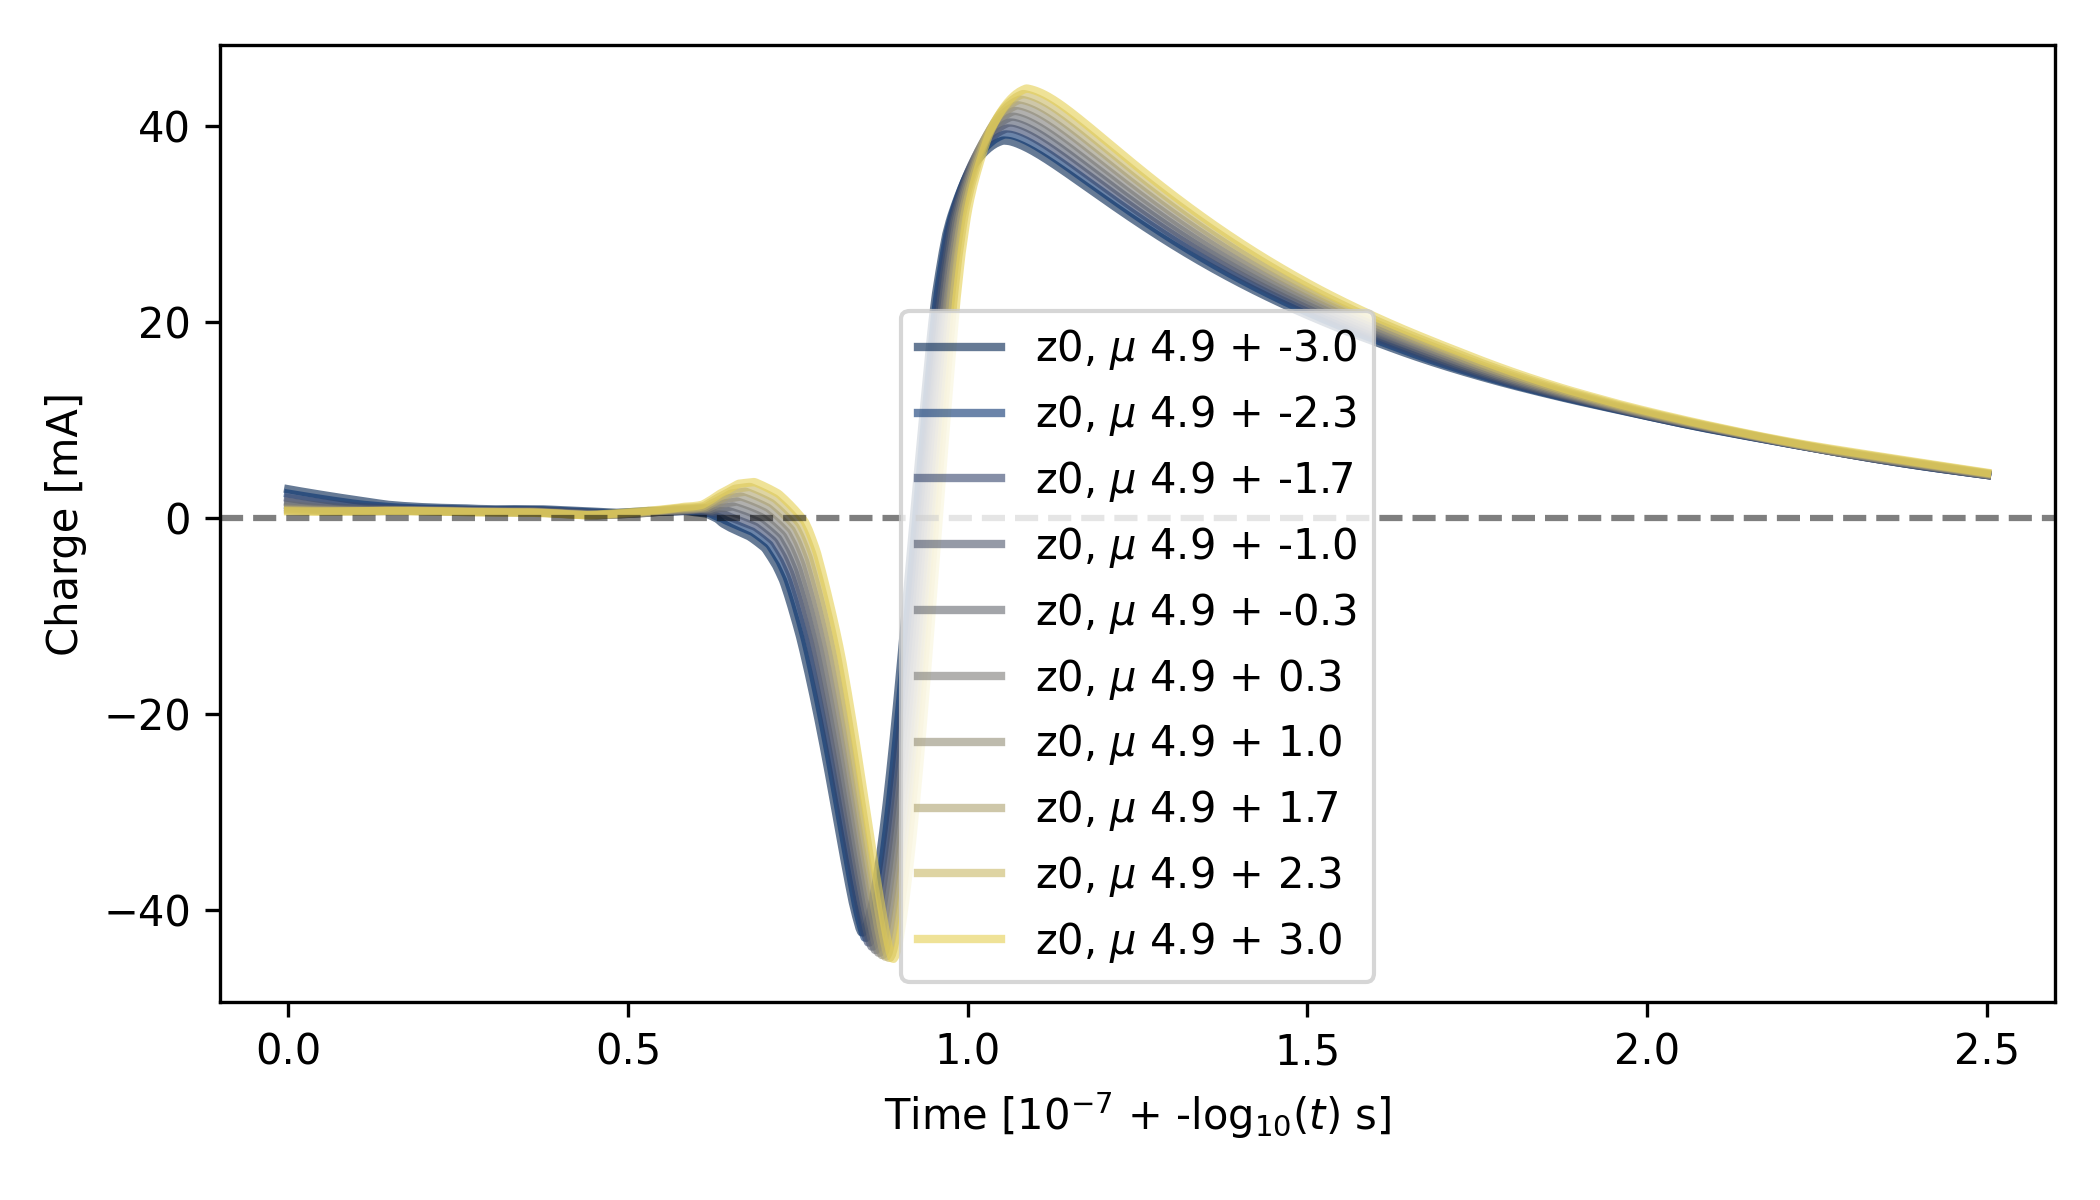 40
20
0
−20
−40
Charge [mA]
z0, μ 4.9 + -3.0
z0, μ 4.9 + -2.3
z0, μ 4.9 + -1.7
z0, μ 4.9 + -1.0
z0, μ 4.9 + -0.3
z0, μ 4.9 + 0.3
z0, μ 4.9 + 1.0
z0, μ 4.9 + 1.7
z0, μ 4.9 + 2.3
z0, μ 4.9 + 3.0
0.0 0.5 1.0 1.5 2.0 2.5
Time [10⁻⁷ + -log₁₀(t) s]